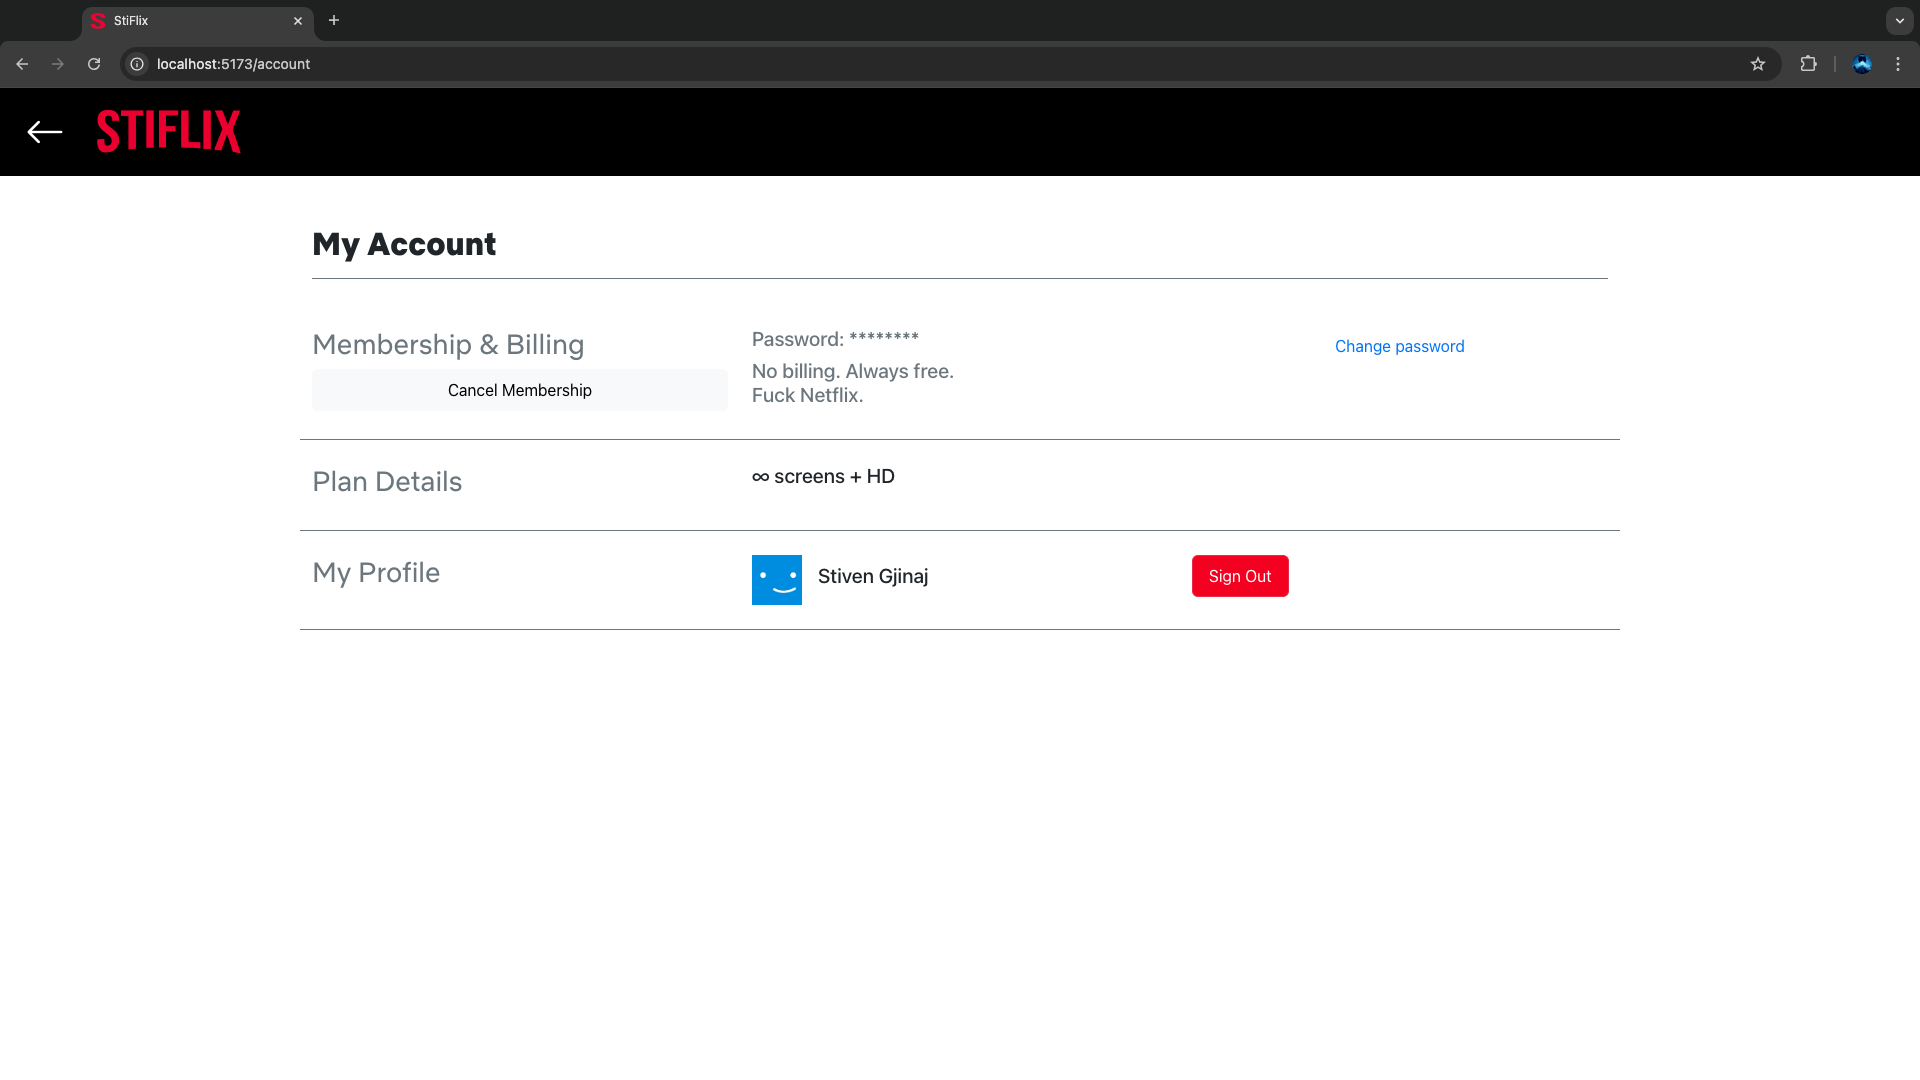 StiFlix
localhost:5173/account
STIFLIX
My Account
Membership & Billing
Cancel Membership
Password: ********
No billing. Always free.
Fuck Netflix.
Change password
Plan Details
∞ screens + HD
My Profile
Stiven Gjinaj
Sign Out